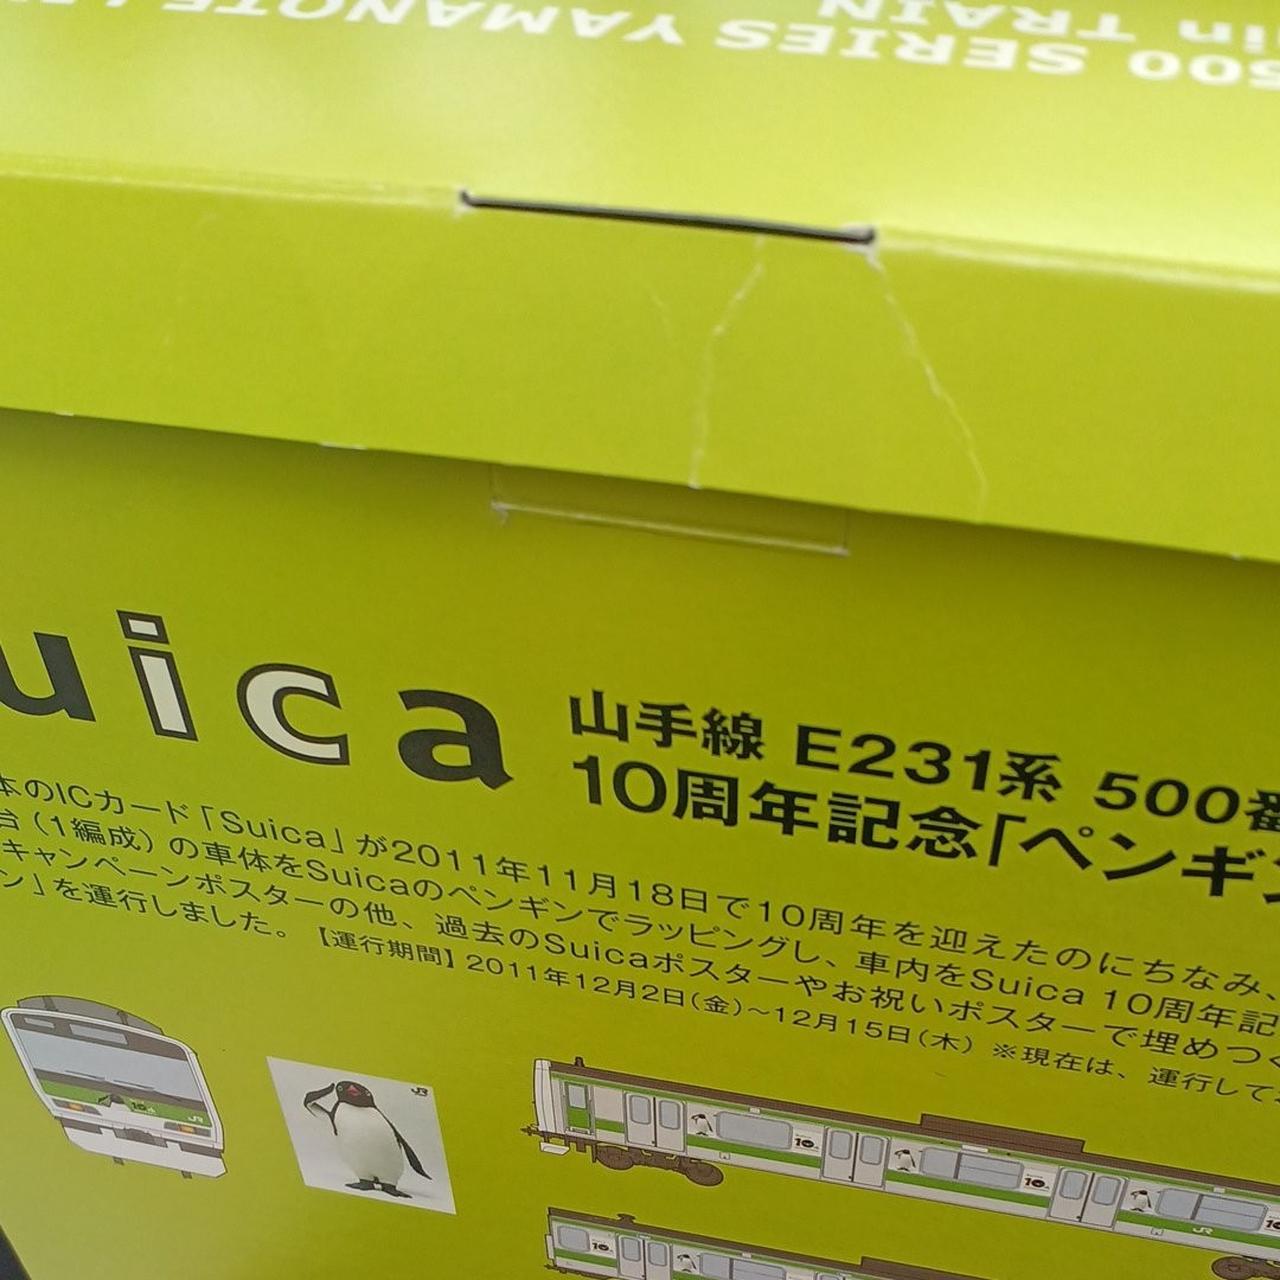 500 SERIES YAMANOTE
in TRAIN
Suica
山手線 E231系 500番
10周年記念「ペンギン
本のICカード「Suica」が2011年11月18日で10周年を迎えたのにちなみ、
台（1編成）の車体をSuicaのペンギンでラッピングし、車内をSuica 10周年記
キャンペーンポスターの他、過去のSuicaポスターやお祝いポスターで埋めつく
ン」を運行しました。【運行期間】2011年12月2日(金)~12月15日(木) ※現在は、運行して
JR
10
JR
10
10
JR
10